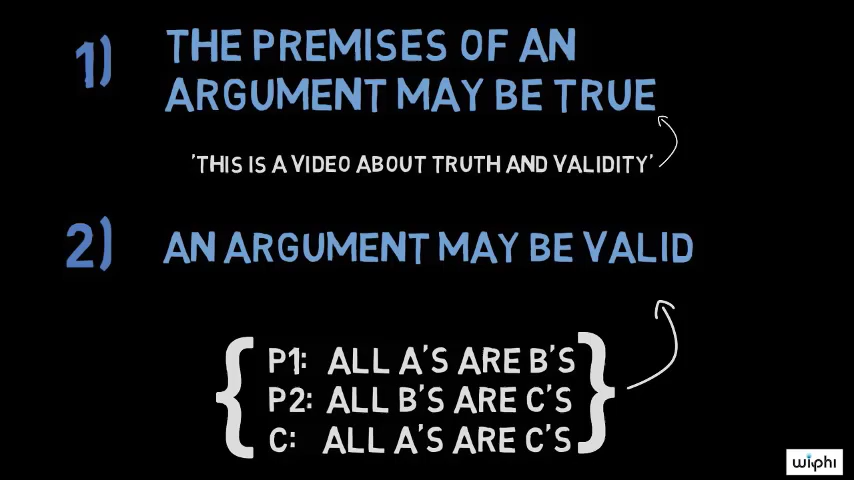 1) THE PREMISES OF AN
ARGUMENT MAY BE TRUE
'THIS IS A VIDEO ABOUT TRUTH AND VALIDITY'
2) AN ARGUMENT MAY BE VALID
P1: ALL A'S ARE B'S
P2: ALL B'S ARE C'S
C: ALL A'S ARE C'S
wiphi